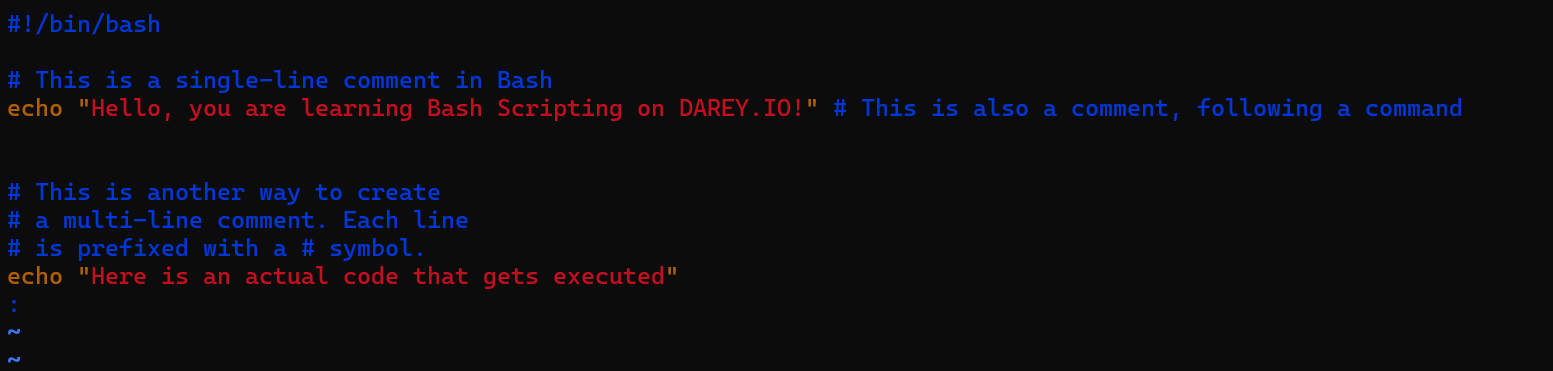 #!/bin/bash
# This is a single-line comment in Bash
echo "Hello, you are learning Bash Scripting on DAREY.IO!" # This is also a comment, following a command
# This is another way to create
# a multi-line comment. Each line
# is prefixed with a # symbol.
echo "Here is an actual code that gets executed"
:
~
~